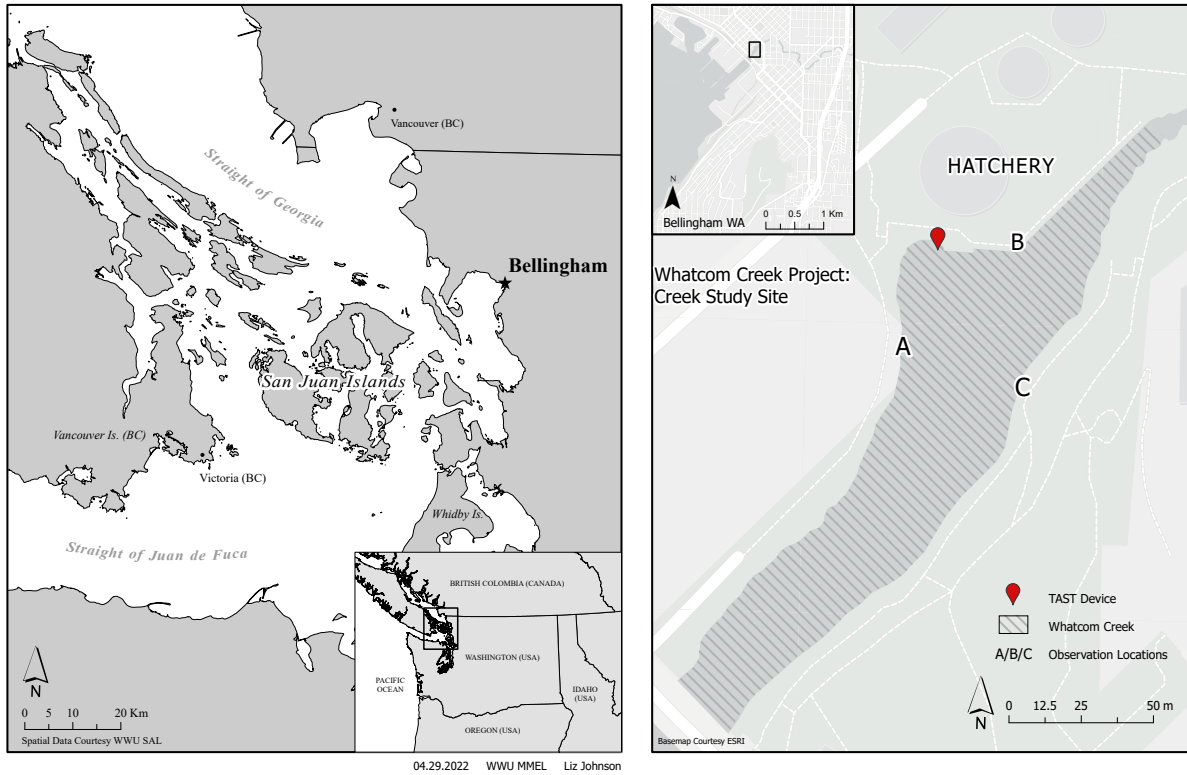 Vancouver (BC)
Straight of Georgia
Bellingham
San Juan Islands
Vancouver Is. (BC)
Victoria (BC)
Whidby Is.
Straight of Juan de Fuca
BRITISH COLOMBIA (CANADA)
WASHINGTON (USA)
PACIFIC
OCEAN
IDAHO
(USA)
OREGON (USA)
N
0 5 10 20 Km
Spatial Data Courtesy WWU SAL
04.29.2022 WWU MMEL Liz Johnson
N
Bellingham WA
0 0.5 1 Km
HATCHERY
B
Whatcom Creek Project:
Creek Study Site
A
C
TAST Device
Whatcom Creek
A/B/C Observation Locations
N
0 12.5 25 50 m
Basemap Courtesy ESRI